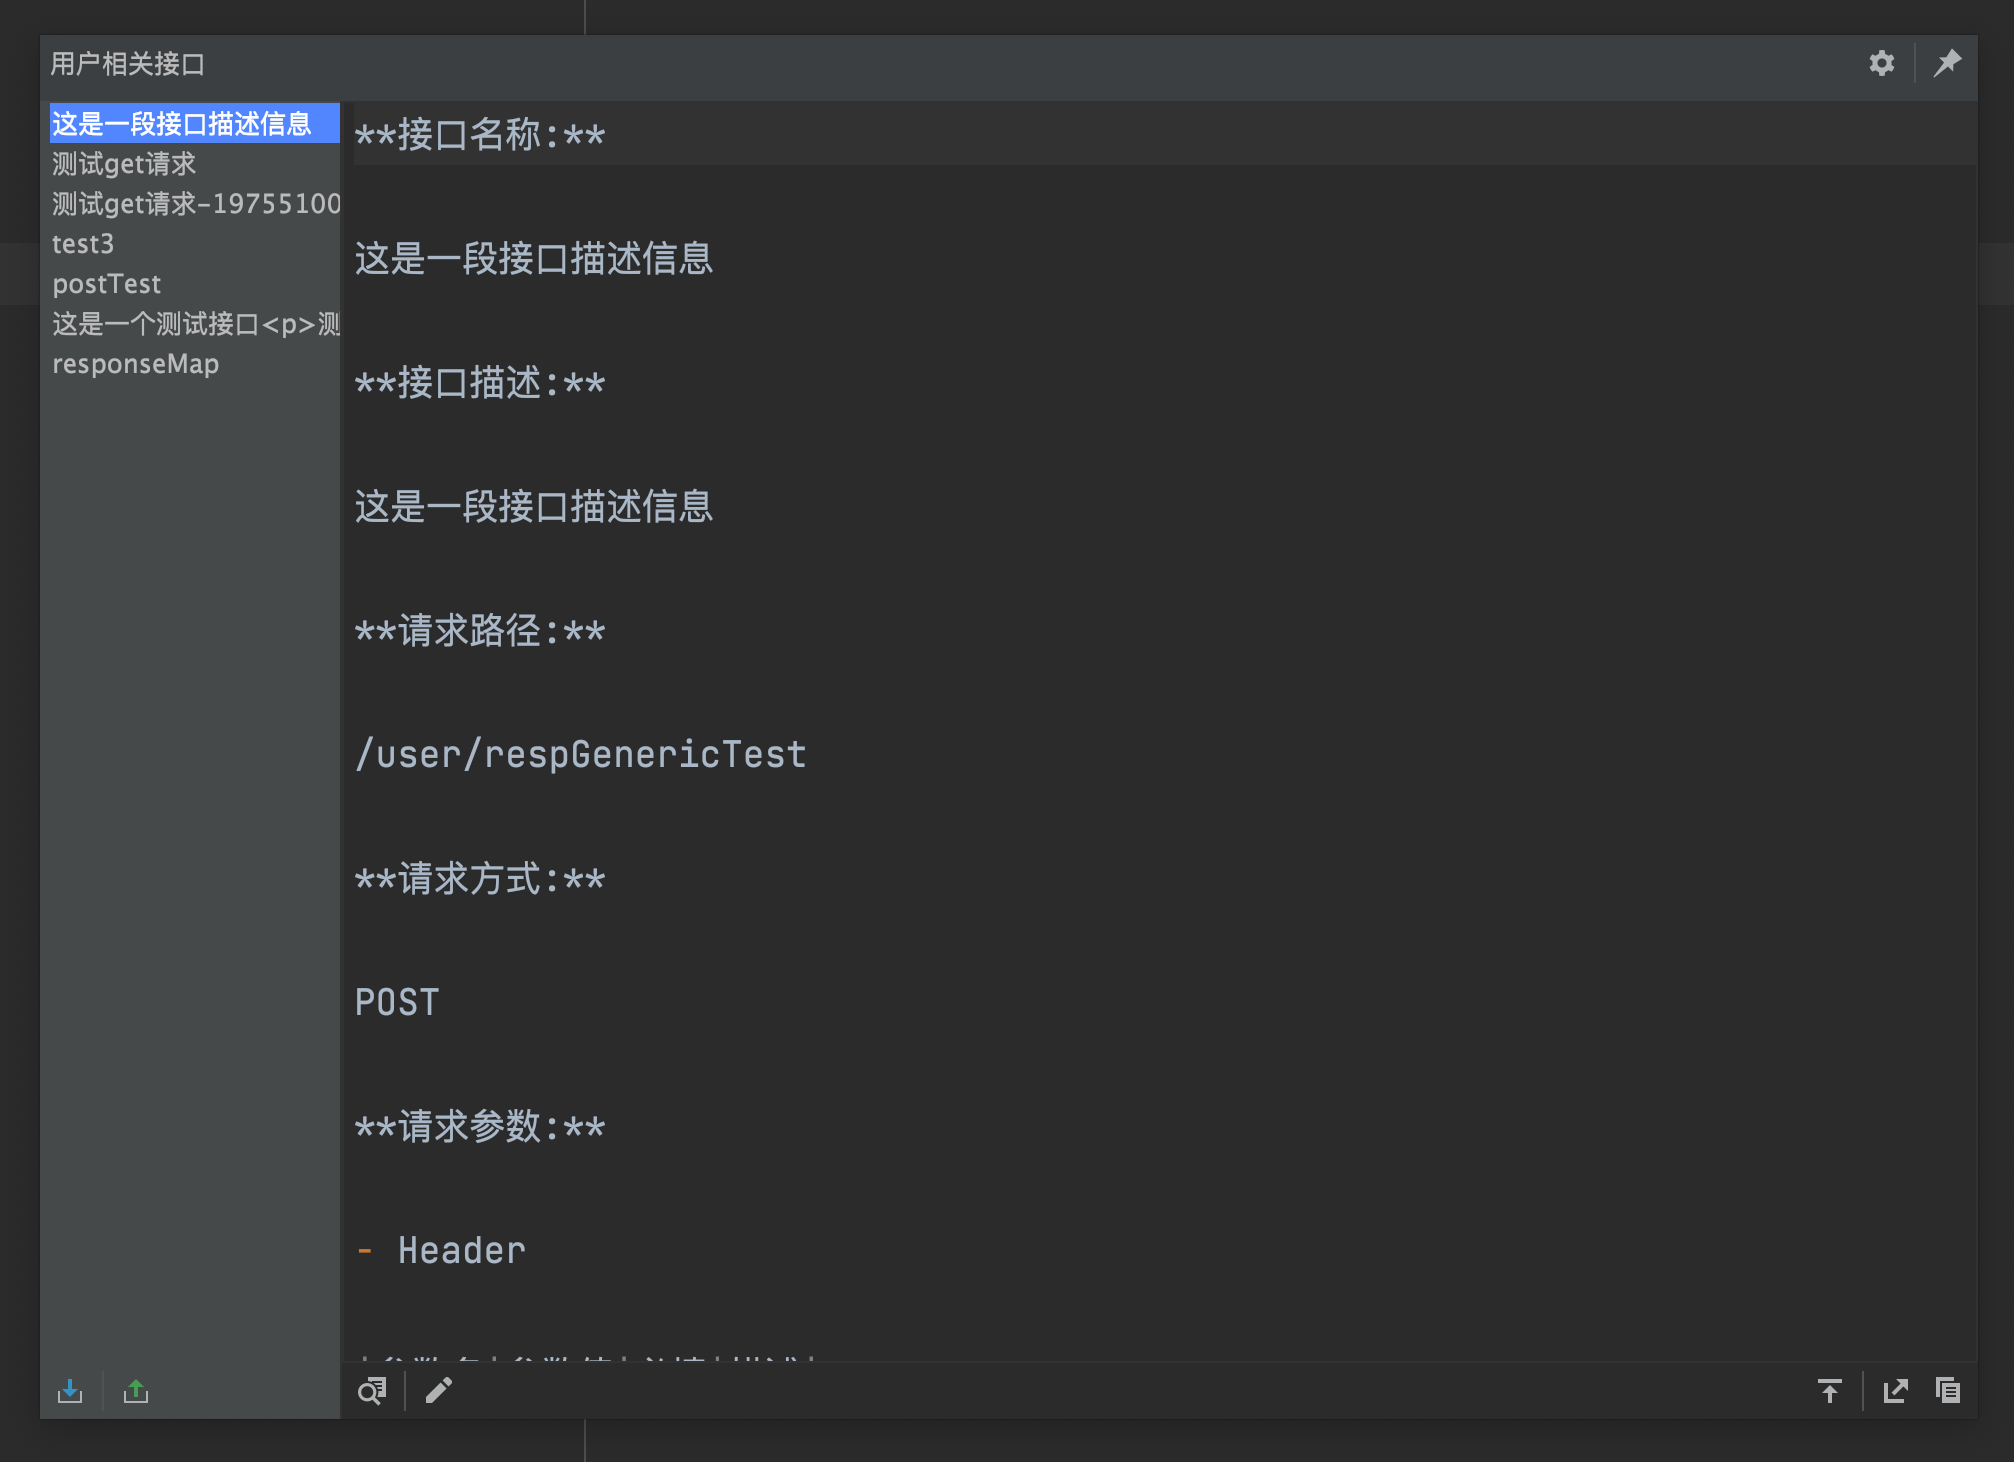 用户相关接口
这是一段接口描述信息
测试get请求
测试get请求-19755100
test3
postTest
这是一个测试接口<p>测
responseMap
**接口名称:**
这是一段接口描述信息
**接口描述:**
这是一段接口描述信息
**请求路径:**
/user/respGenericTest
**请求方式:**
POST
**请求参数:**
- Header